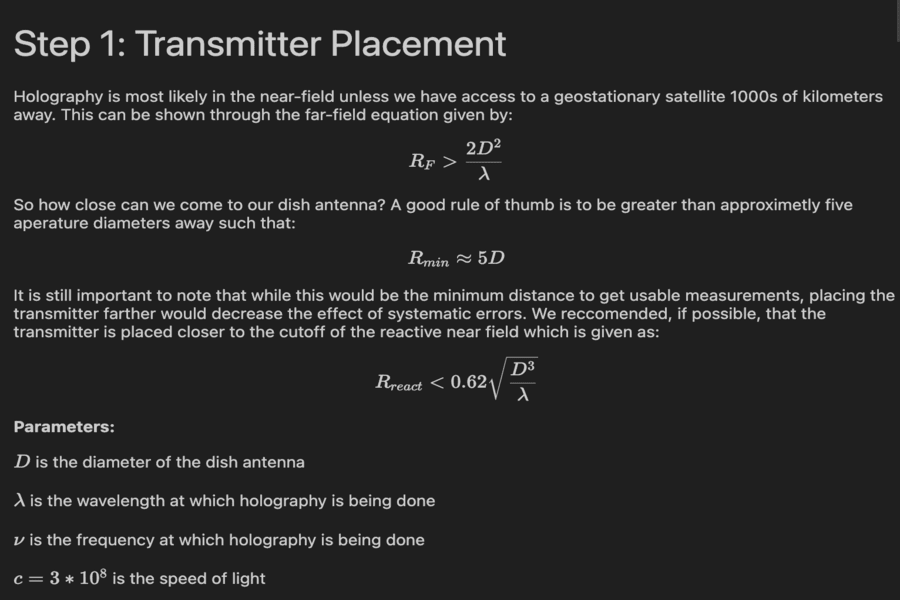 Step 1: Transmitter Placement
Holography is most likely in the near-field unless we have access to a geostationary satellite 1000s of kilometers
away. This can be shown through the far-field equation given by:
R_F > \frac{2D^2}{λ}
So how close can we come to our dish antenna? A good rule of thumb is to be greater than approximetly five
aperature diameters away such that:
R_{min} ≈ 5D
It is still important to note that while this would be the minimum distance to get usable measurements, placing the
transmitter farther would decrease the effect of systematic errors. We reccomended, if possible, that the
transmitter is placed closer to the cutoff of the reactive near field which is given as:
R_{react} < 0.62\sqrt{\frac{D^3}{λ}}
Parameters:
D is the diameter of the dish antenna
λ is the wavelength at which holography is being done
ν is the frequency at which holography is being done
c = 3 * 10^8 is the speed of light